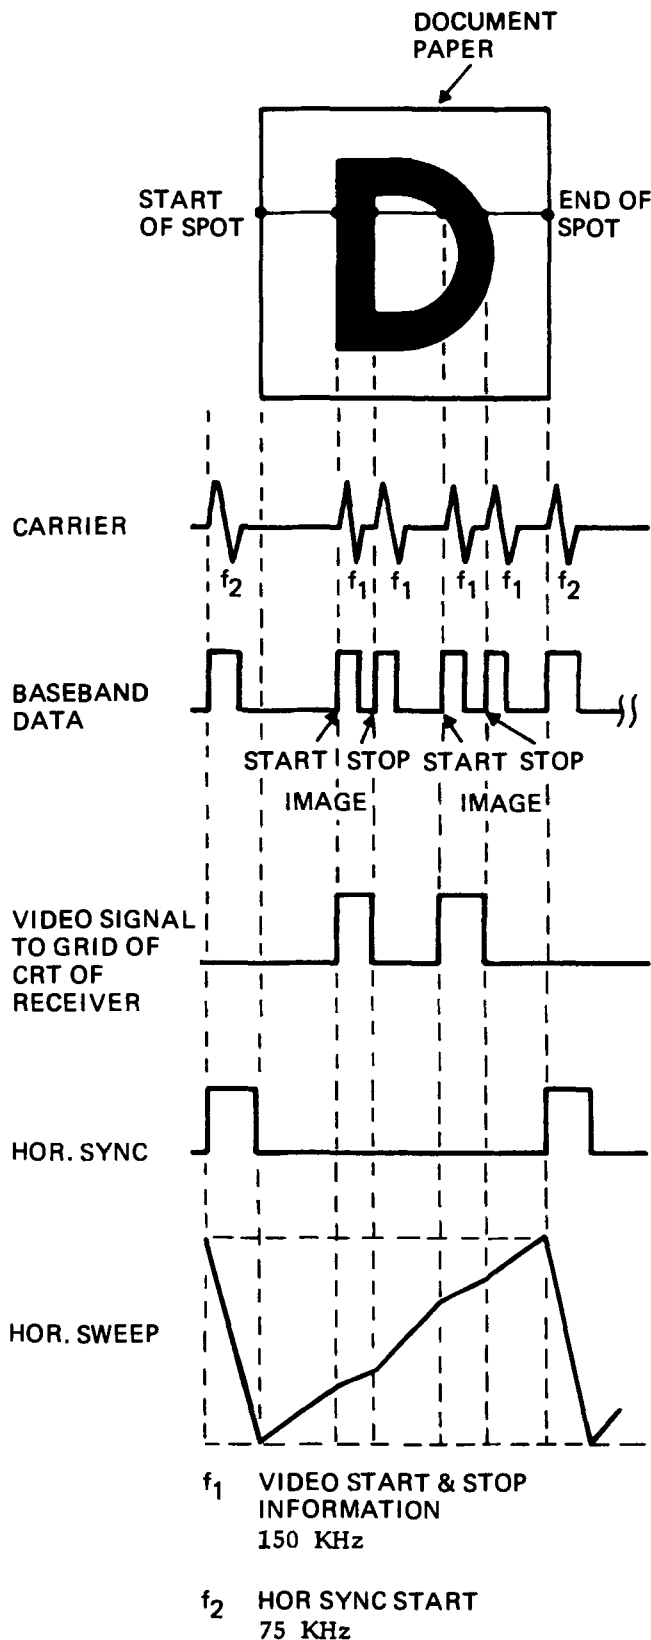 DOCUMENT
PAPER
START
OF SPOT
END OF
SPOT
D
CARRIER
f2
f1
f1
f1
f1
f2
BASEBAND
DATA
START
STOP
START
STOP
IMAGE
IMAGE
VIDEO SIGNAL
TO GRID OF
CRT OF
RECEIVER
HOR. SYNC
HOR. SWEEP
f1 VIDEO START & STOP
INFORMATION
150 KHz
f2 HOR SYNC START
75 KHz